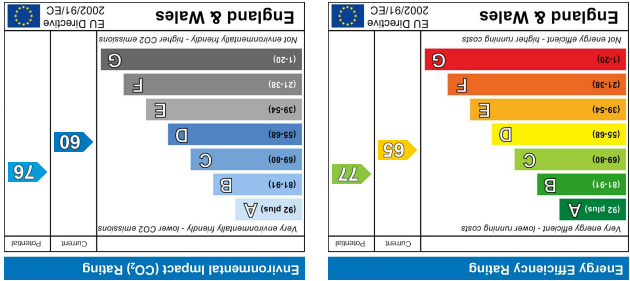 Energy Efficiency Rating
Current
Potential
Very energy efficient - lower running costs
(92 plus) A
(81-91) B
(69-80) C
(55-68) D
(39-54) E
(21-38) F
(1-20) G
65
77
Not energy efficient - higher running costs
England & Wales
EU Directive
2002/91/EC
Environmental Impact (CO₂) Rating
Current
Potential
Very environmentally friendly - lower CO2 emissions
(92 plus) A
(81-91) B
(69-80) C
(55-68) D
(39-54) E
(21-38) F
(1-20) G
60
76
Not environmentally friendly - higher CO2 emissions
England & Wales
EU Directive
2002/91/EC